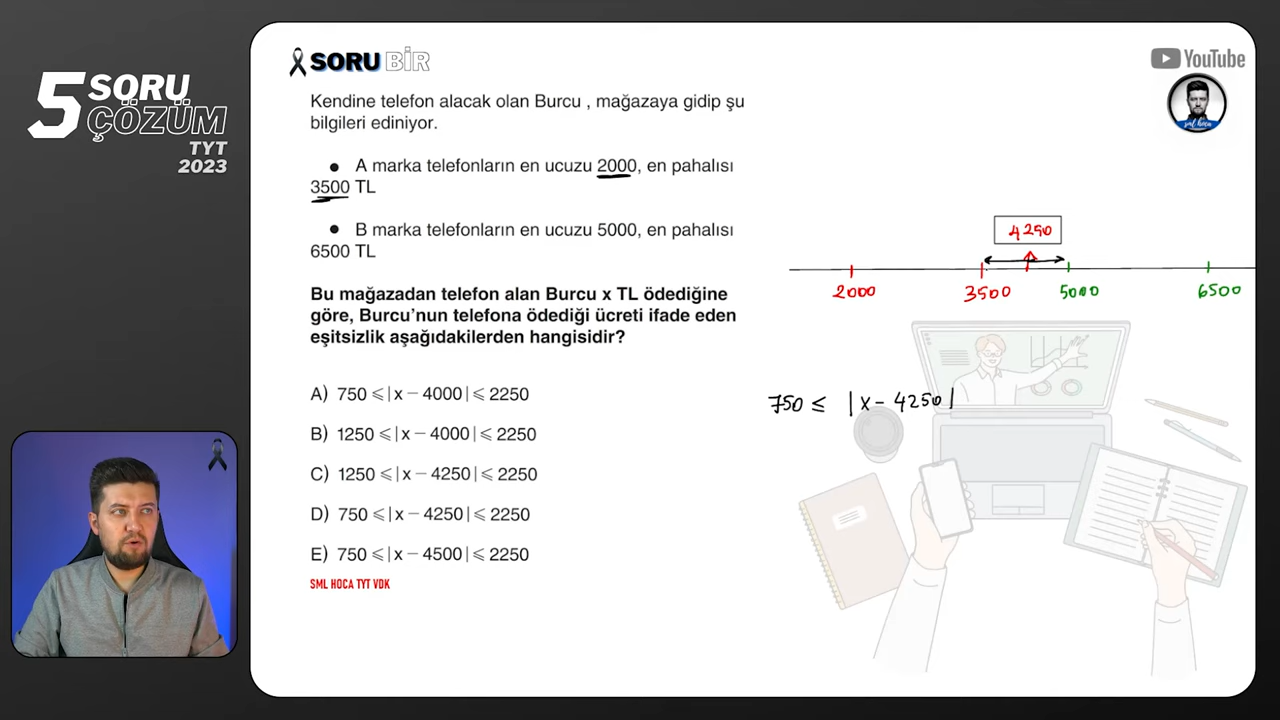 5 SORU
ÇÖZÜM
TYT
2023
SORU BİR
YouTube
sml hoca
Kendine telefon alacak olan Burcu , mağazaya gidip şu
bilgileri ediniyor.
● A marka telefonların en ucuzu 2000, en pahalısı
3500 TL
● B marka telefonların en ucuzu 5000, en pahalısı
6500 TL
Bu mağazadan telefon alan Burcu x TL ödediğine
göre, Burcu'nun telefona ödediği ücreti ifade eden
eşitsizlik aşağıdakilerden hangisidir?
A) 750 ⩽|x − 4000|⩽ 2250
B) 1250 ⩽|x − 4000|⩽ 2250
C) 1250 ⩽|x − 4250|⩽ 2250
D) 750 ⩽|x − 4250|⩽ 2250
E) 750 ⩽|x − 4500|⩽ 2250
SML HOCA TYT VDK
4250
2000 3500 5000 6500
750 ≤ |x − 4250|